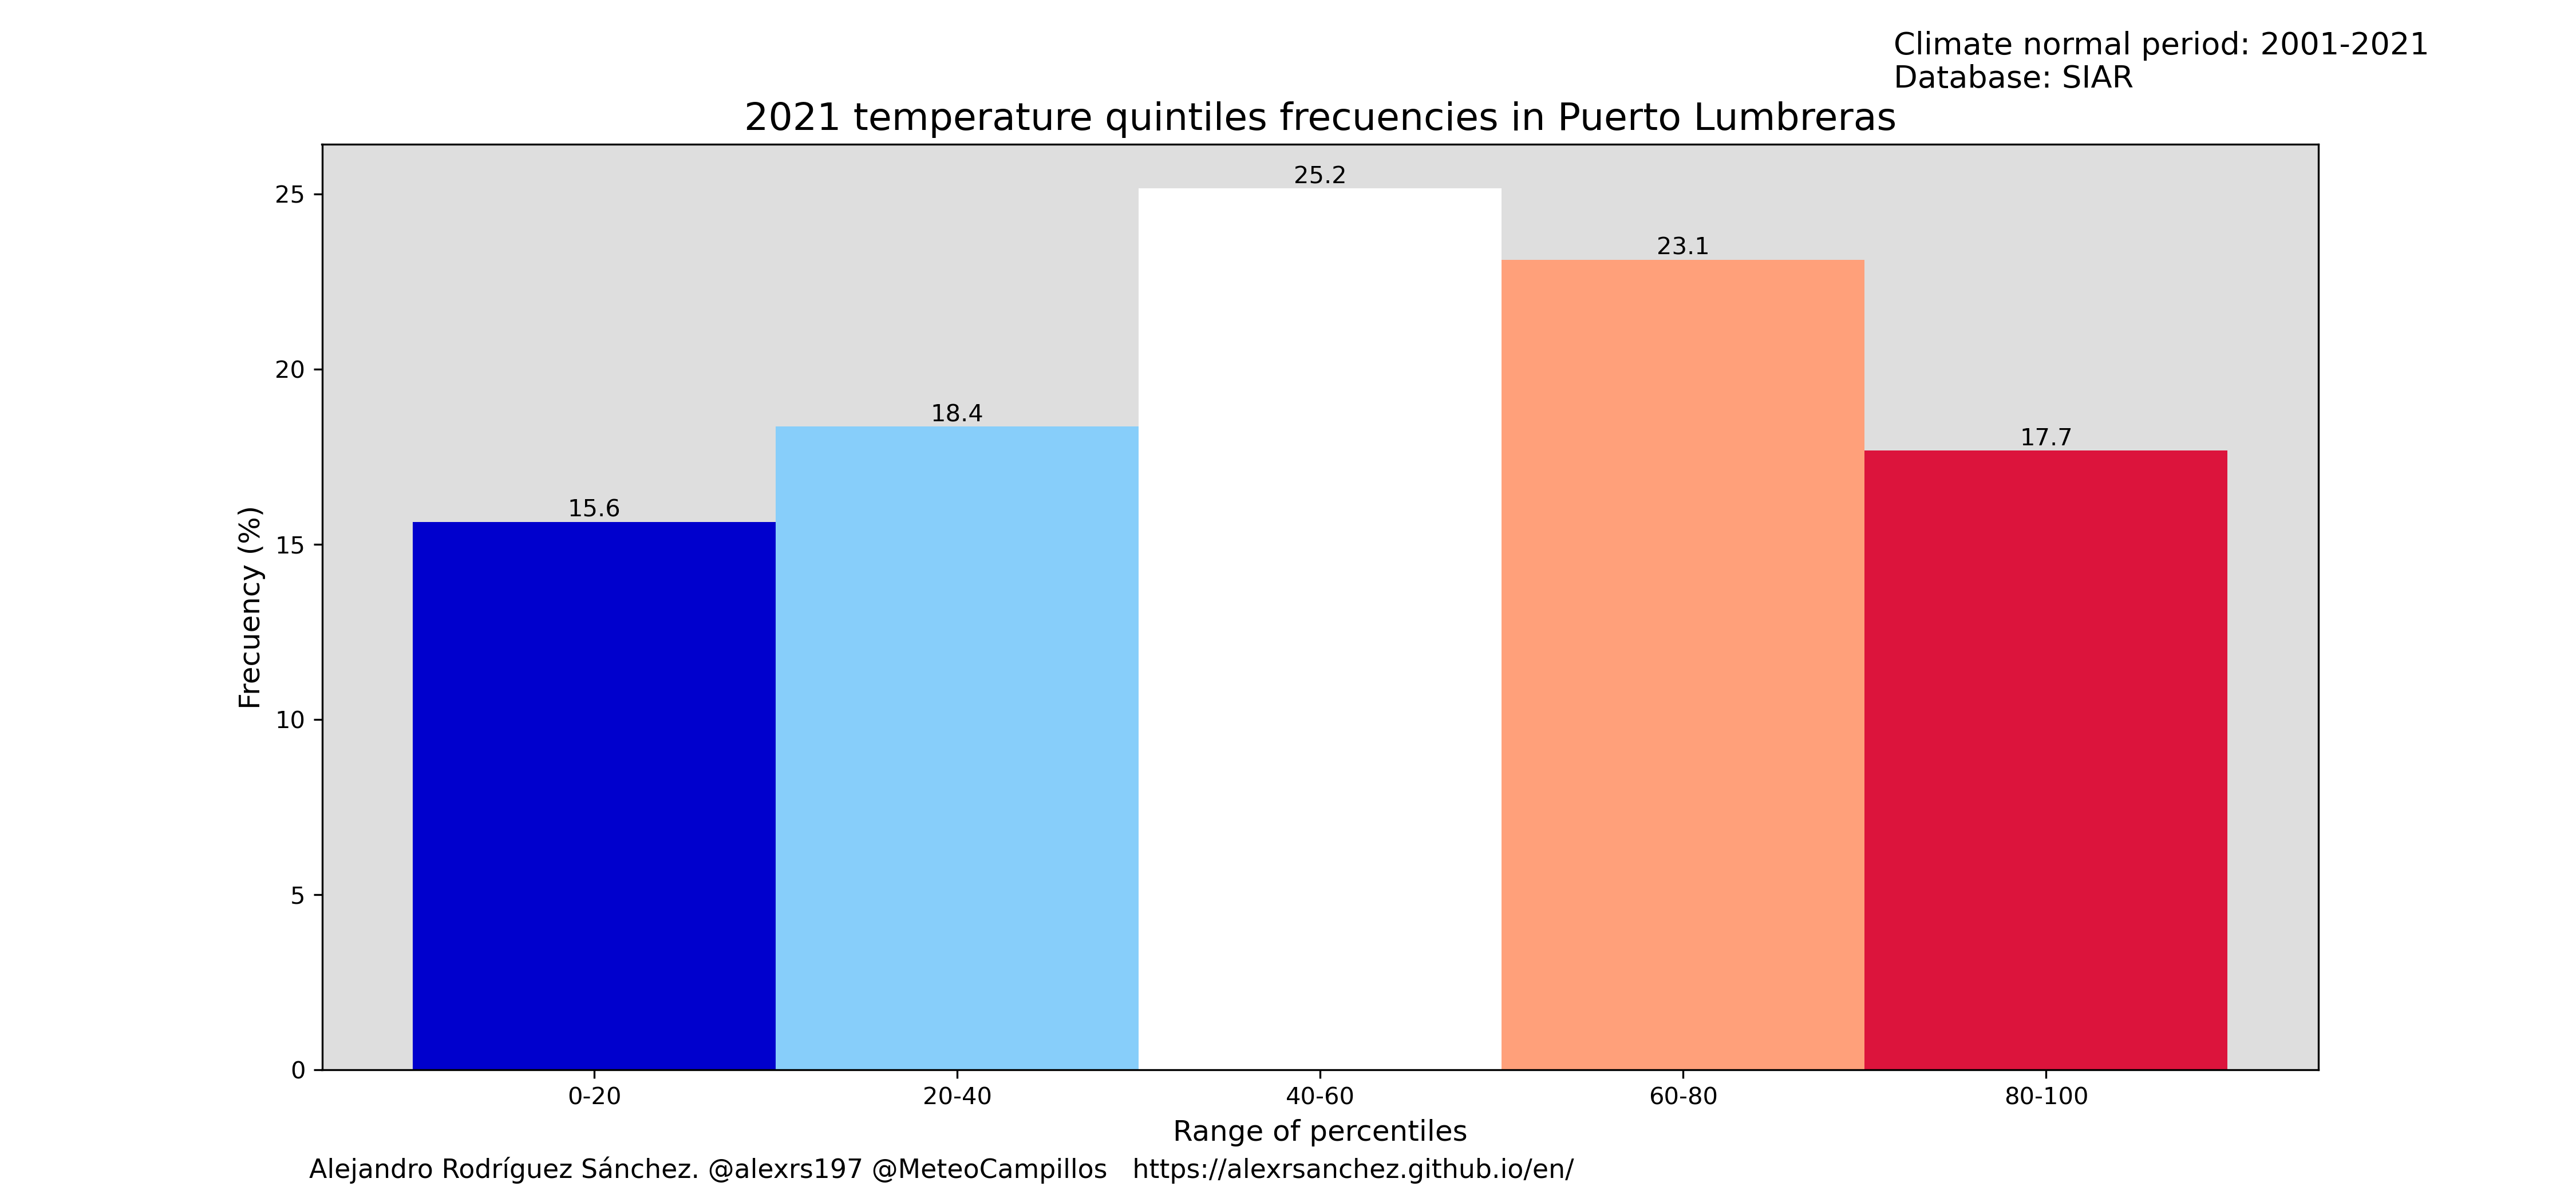 Climate normal period: 2001-2021
Database: SIAR
2021 temperature quintiles frecuencies in Puerto Lumbreras
Frecuency (%)
25
20
15
10
5
0
15.6
18.4
25.2
23.1
17.7
0-20 20-40 40-60 60-80 80-100
Range of percentiles
Alejandro Rodríguez Sánchez. @alexrs197 @MeteoCampillos https://alexrsanchez.github.io/en/